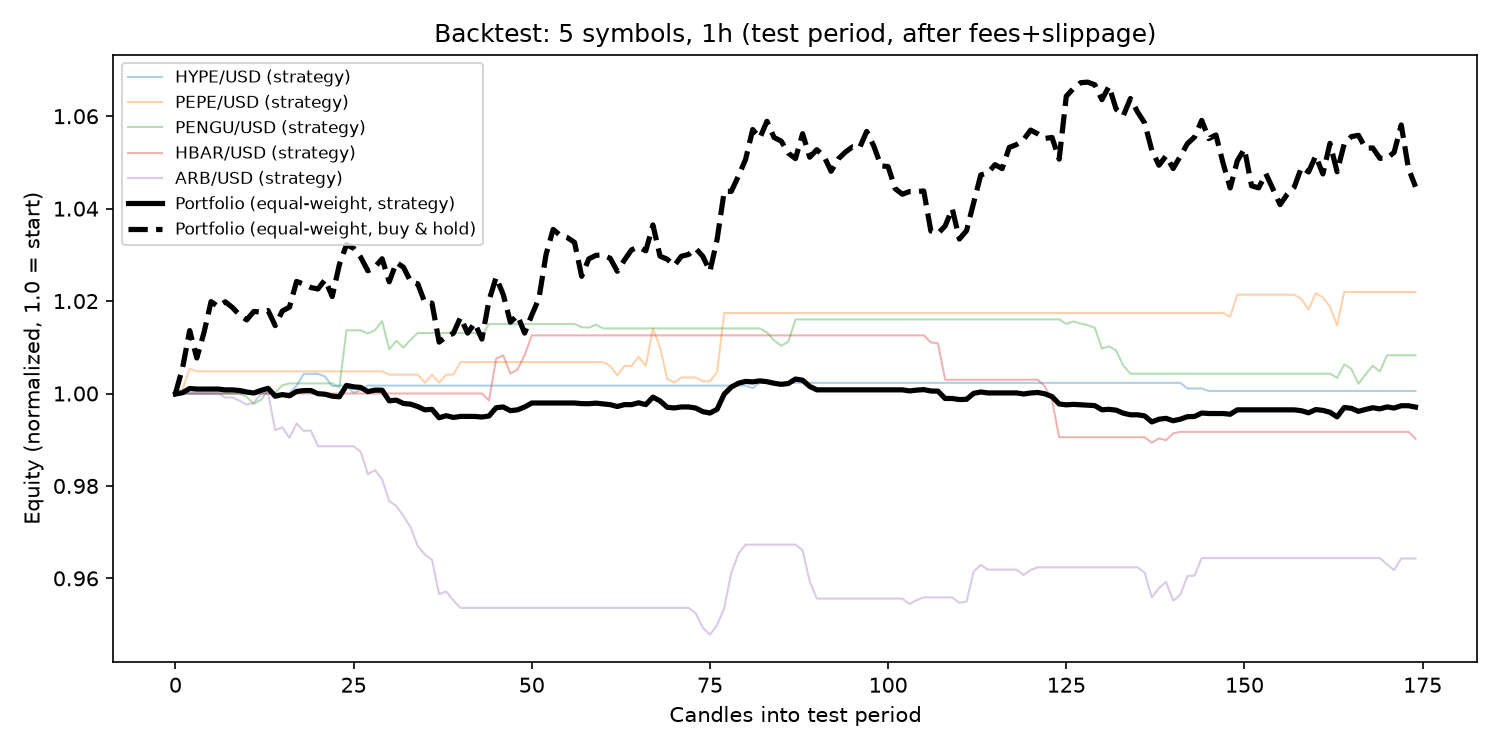 Backtest: 5 symbols, 1h (test period, after fees+slippage)
HYPE/USD (strategy)
PEPE/USD (strategy)
PENGU/USD (strategy)
HBAR/USD (strategy)
ARB/USD (strategy)
Portfolio (equal-weight, strategy)
Portfolio (equal-weight, buy & hold)
Equity (normalized, 1.0 = start)
1.06
1.04
1.02
1.00
0.98
0.96
0 25 50 75 100 125 150 175
Candles into test period